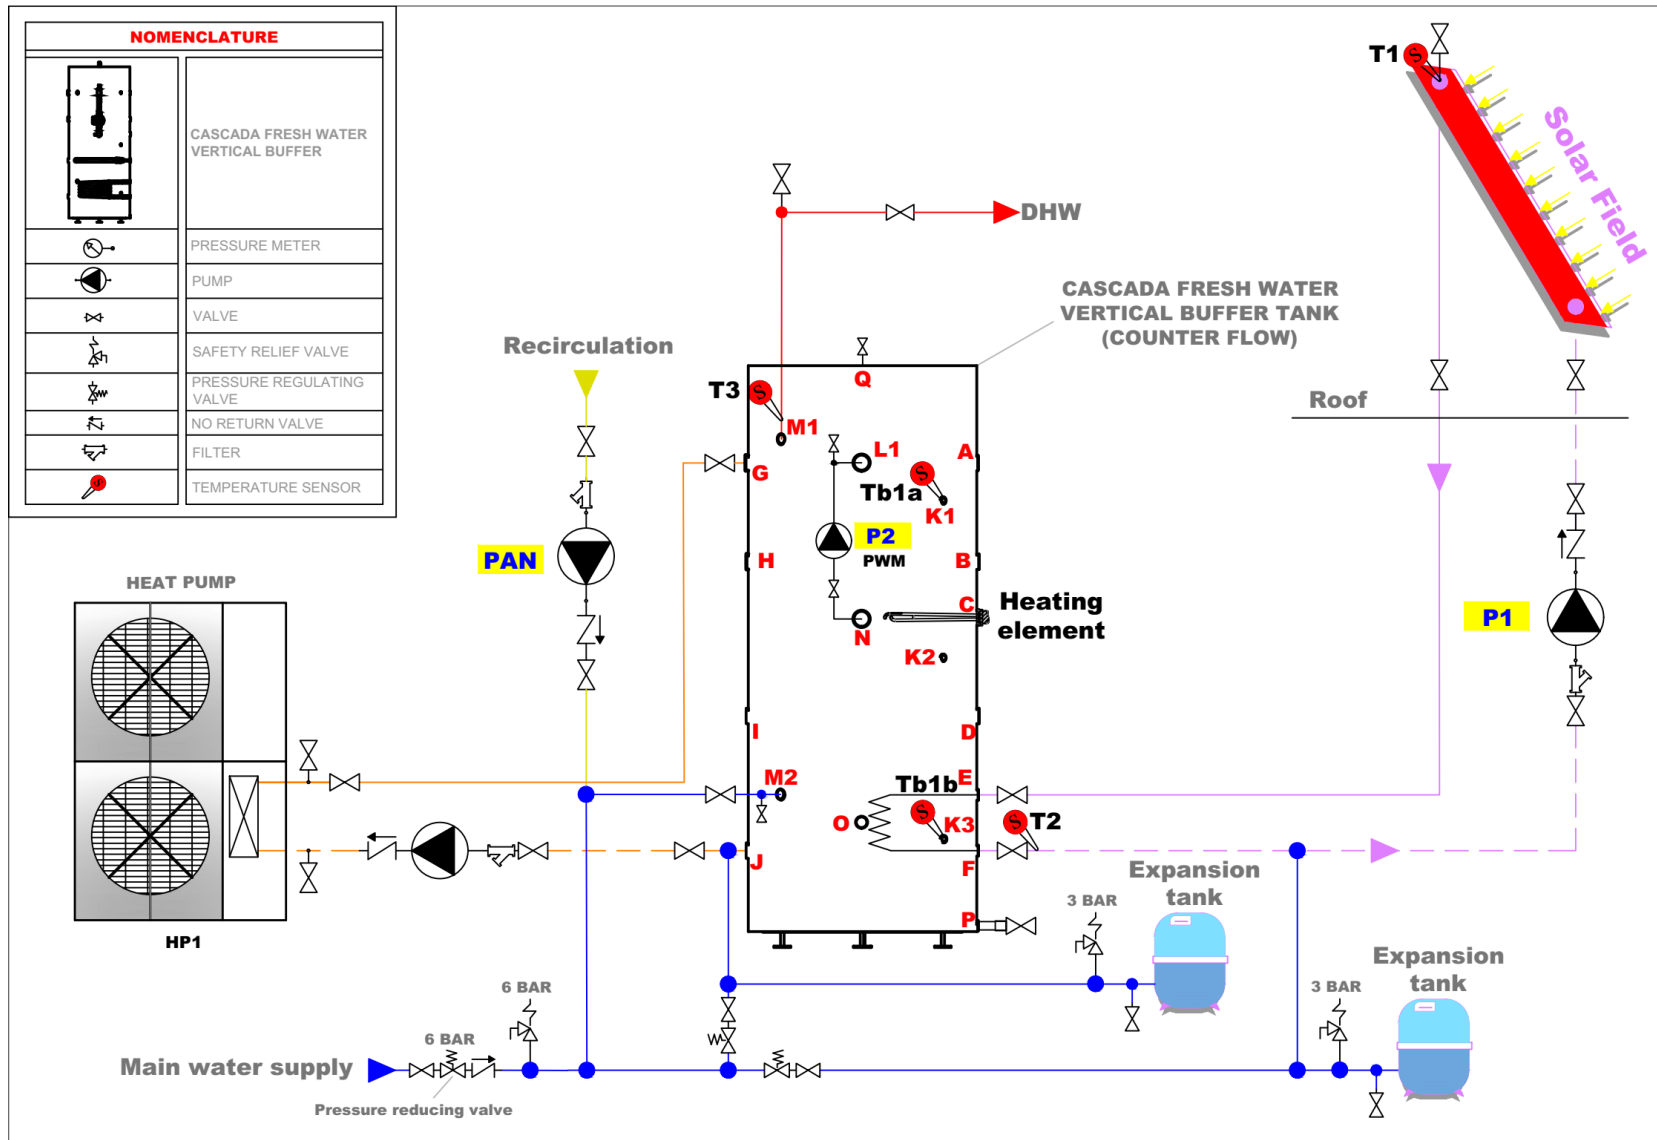 NOMENCLATURE
CASCADA FRESH WATER
VERTICAL BUFFER
PRESSURE METER
PUMP
VALVE
SAFETY RELIEF VALVE
PRESSURE REGULATING
VALVE
NO RETURN VALVE
FILTER
TEMPERATURE SENSOR
T1
S
Solar Field
DHW
CASCADA FRESH WATER
VERTICAL BUFFER TANK
(COUNTER FLOW)
Recirculation
Roof
Q
T3
S
M1
G
L1
A
S
Tb1a
K1
PAN
P2
PWM
H
B
C
Heating
element
N
K2
P1
HEAT PUMP
I
D
M2
E
Tb1b
S
O
K3
S
T2
J
F
P
HP1
Expansion
tank
3 BAR
Expansion
tank
3 BAR
6 BAR
6 BAR
Main water supply
Pressure reducing valve